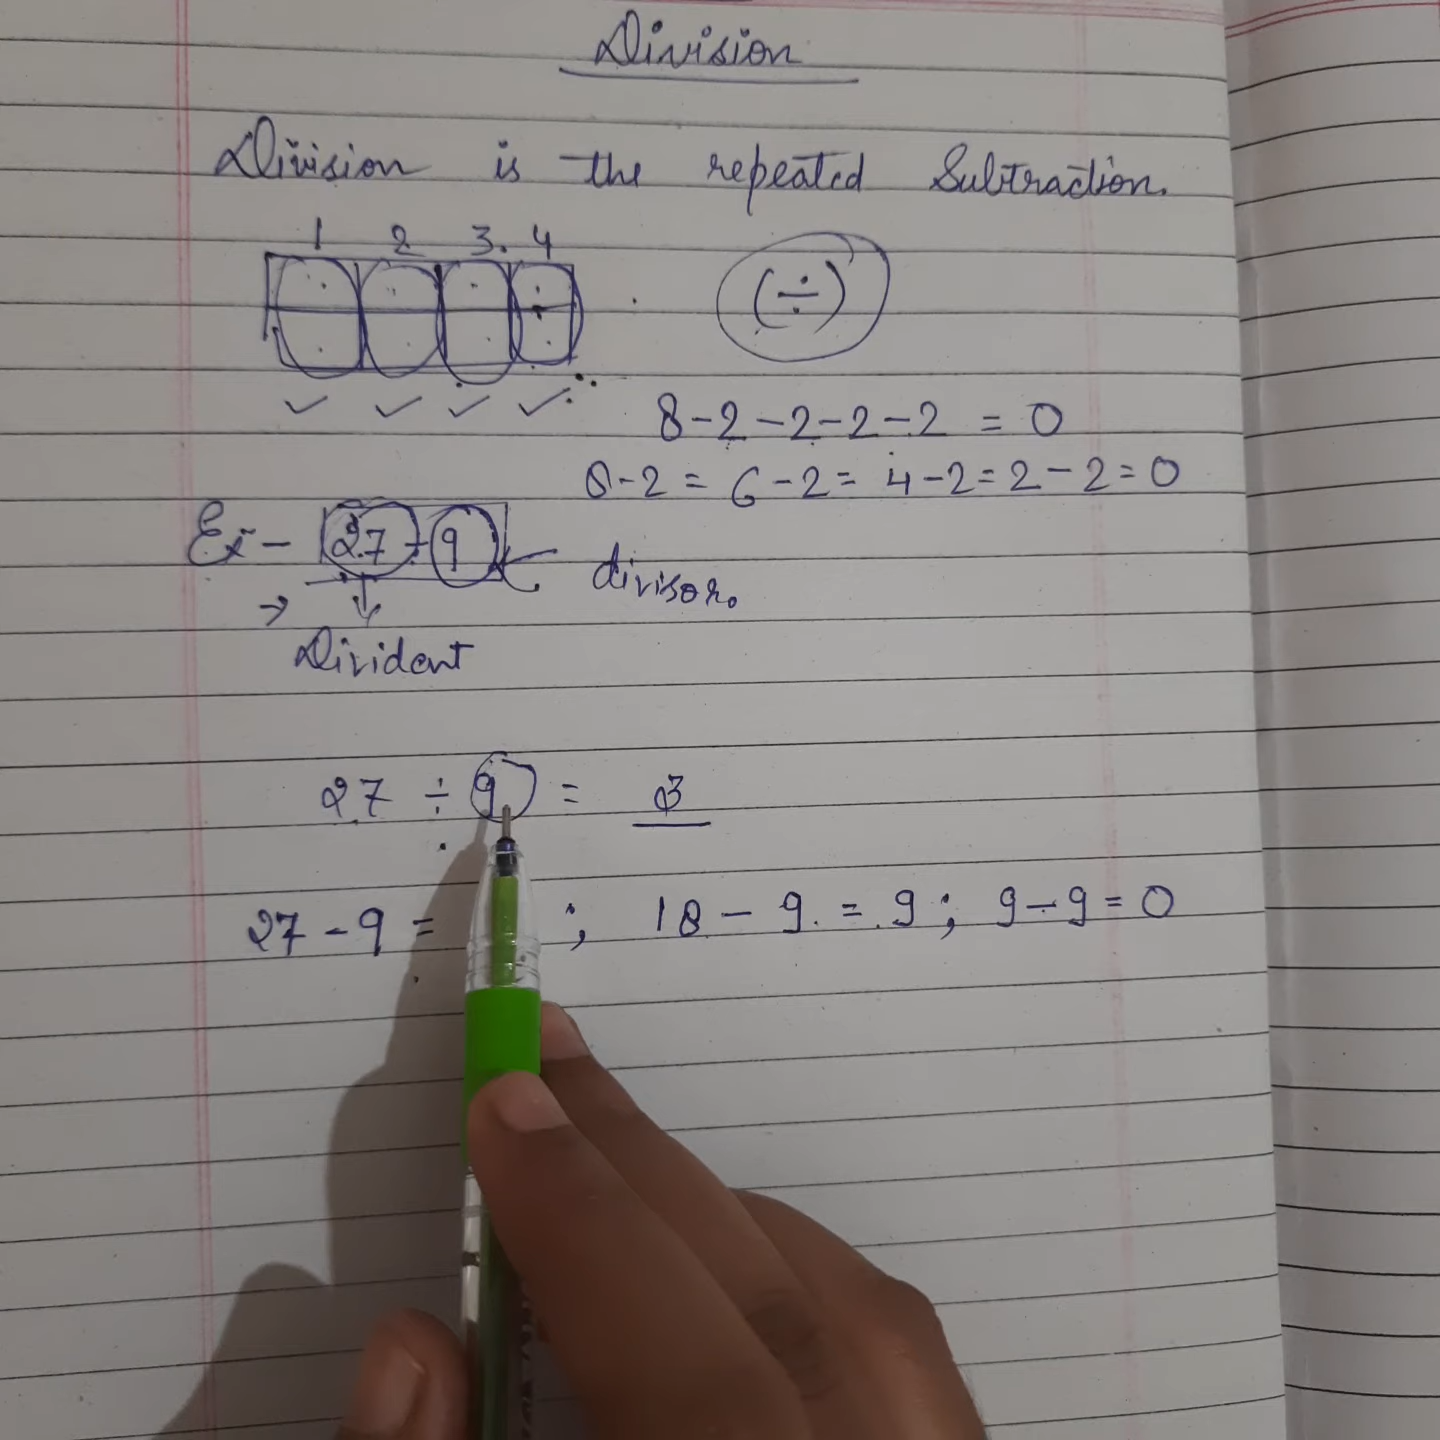 Division
Division is the repeated Subtraction.
1 2 3. 4
(÷)
8-2-2-2-2 = 0
8-2 = 6-2= 4-2=2-2=0
Ex- 27 ÷ 9
divisor.
Divident
27 ÷ 9 = 3
27-9 = ; 18-9. = 9; 9-9=0